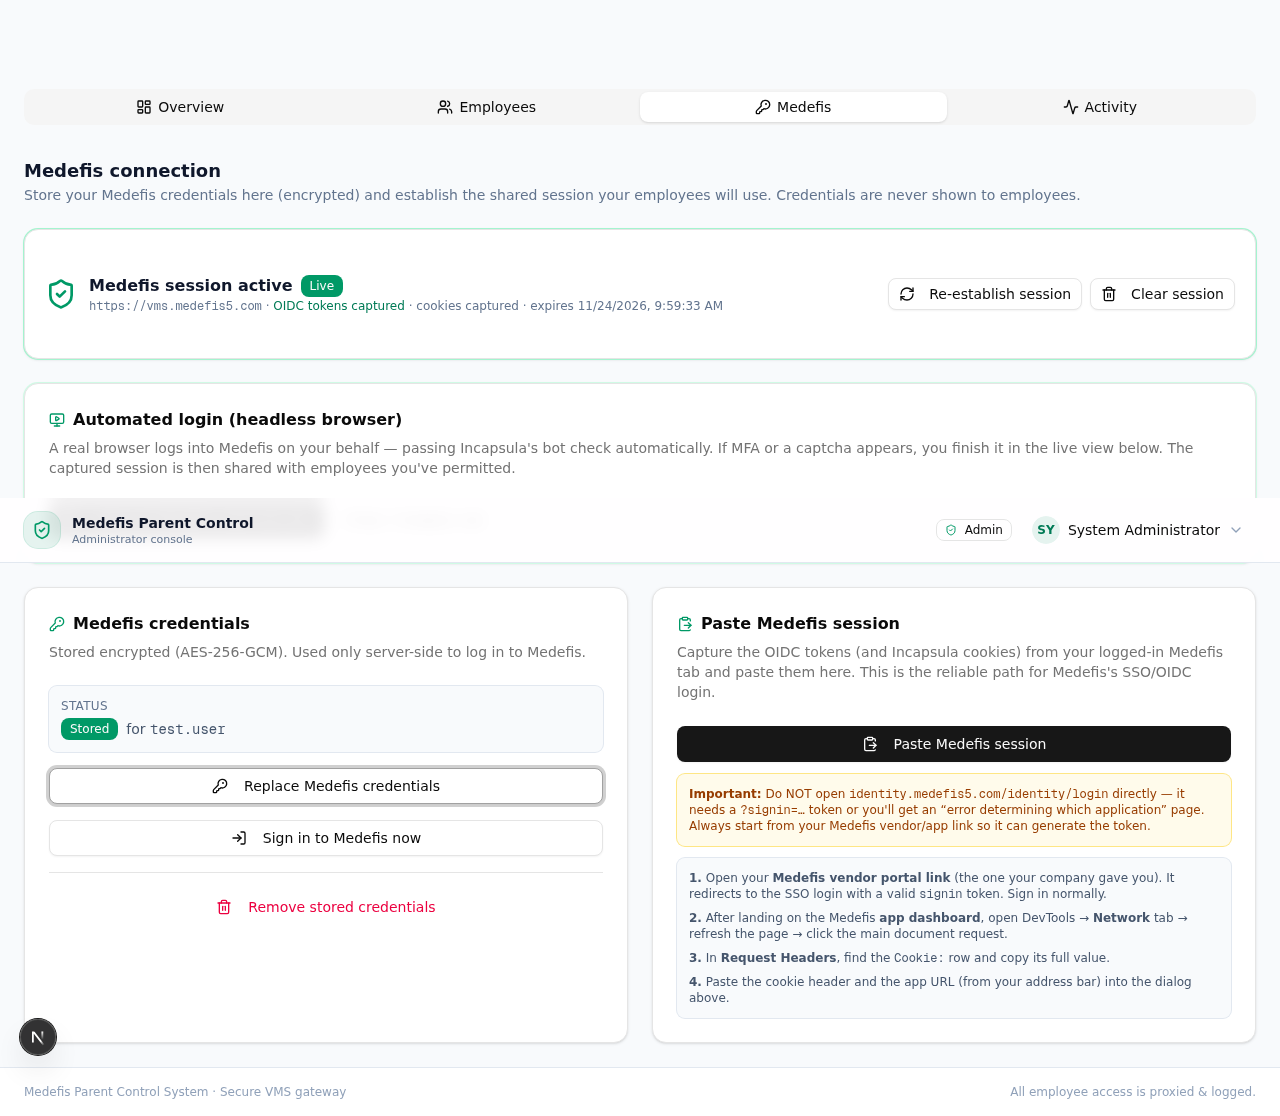 Overview
Employees
Medefis
Activity
Medefis connection
Store your Medefis credentials here (encrypted) and establish the shared session your employees will use. Credentials are never shown to employees.
Medefis session active
Live
https://vms.medefis5.com · OIDC tokens captured · cookies captured · expires 11/24/2026, 9:59:33 AM
Re-establish session
Clear session
Automated login (headless browser)
A real browser logs into Medefis on your behalf — passing Incapsula's bot check automatically. If MFA or a captcha appears, you finish it in the live view below. The
captured session is then shared with employees you've permitted.
Medefis Parent Control
Administrator console
Admin
SY
System Administrator
Medefis credentials
Stored encrypted (AES-256-GCM). Used only server-side to log in to Medefis.
STATUS
Stored
for test.user
Replace Medefis credentials
Sign in to Medefis now
Remove stored credentials
Paste Medefis session
Capture the OIDC tokens (and Incapsula cookies) from your logged-in Medefis
tab and paste them here. This is the reliable path for Medefis's SSO/OIDC
login.
Paste Medefis session
Important: Do NOT open identity.medefis5.com/identity/login directly — it
needs a ?signin=… token or you'll get an “error determining which application” page.
Always start from your Medefis vendor/app link so it can generate the token.
1. Open your Medefis vendor portal link (the one your company gave you). It
redirects to the SSO login with a valid signin token. Sign in normally.
2. After landing on the Medefis app dashboard, open DevTools → Network tab →
refresh the page → click the main document request.
3. In Request Headers, find the Cookie: row and copy its full value.
4. Paste the cookie header and the app URL (from your address bar) into the dialog
above.
N
Medefis Parent Control System · Secure VMS gateway
All employee access is proxied & logged.